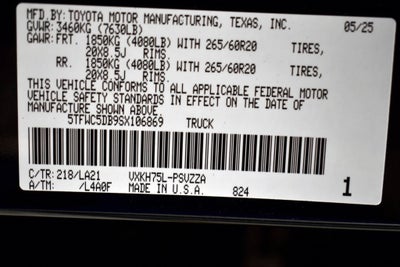 MFD.BY: TOYOTA MOTOR MANUFACTURING, TEXAS, INC. 05/25
GVWR: 3460KG (7630LB)
GAWR: FRT. 1850KG (4080LB) WITH 265/60R20 TIRES,
20X8.5J RIMS
RR. 1850KG (4080LB) WITH 265/60R20 TIRES,
20X8.5J RIMS
THIS VEHICLE CONFORMS TO ALL APPLICABLE FEDERAL MOTOR
VEHICLE SAFETY STANDARDS IN EFFECT ON THE DATE OF
MANUFACTURE SHOWN ABOVE.
5TFWC5DB9SX106869 TRUCK
C/TR: 218/LA21 VXKH75L-PSVZZA
A/TM: /L4A0F MADE IN U.S.A. 824 1